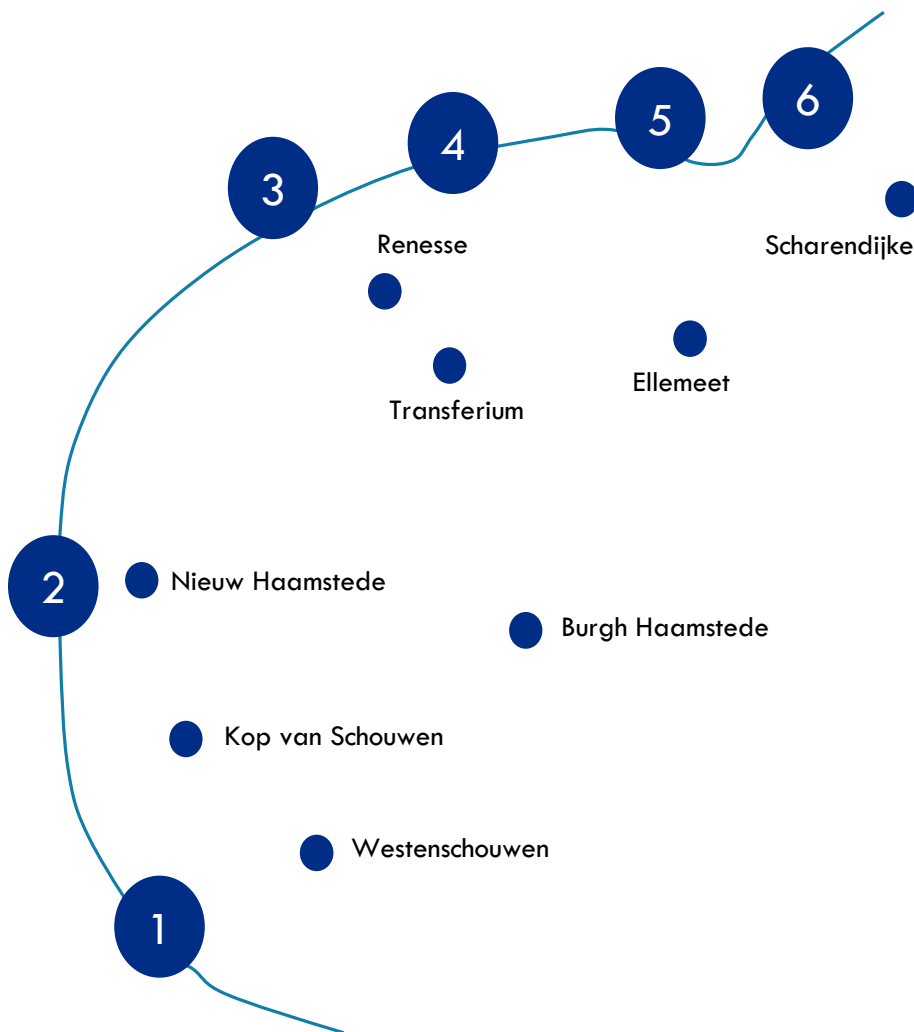 6
5
4
3
Renesse
Scharendijke
Ellemeet
Transferium
2
Nieuw Haamstede
Burgh Haamstede
Kop van Schouwen
Westenschouwen
1